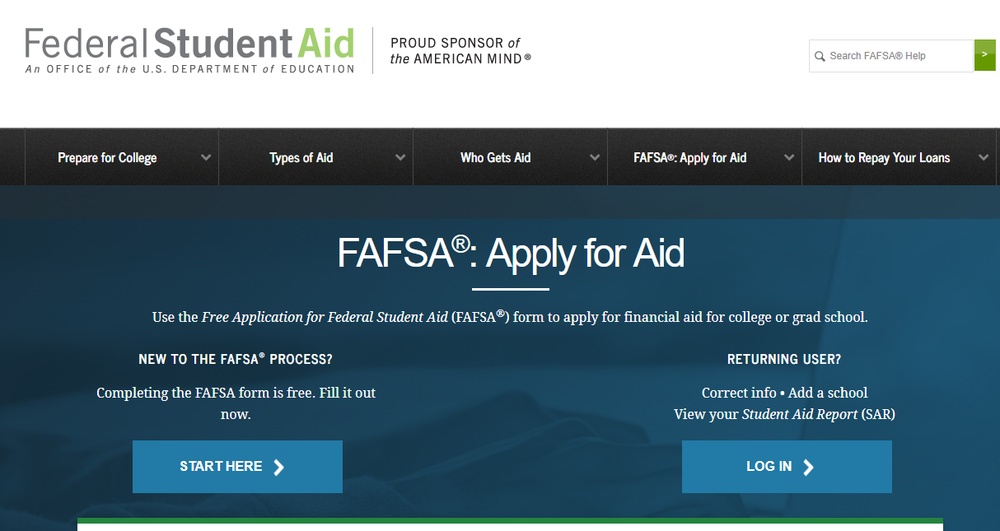 Federal Student Aid
An OFFICE of the U.S. DEPARTMENT of EDUCATION
PROUD SPONSOR of
the AMERICAN MIND®
Search FAFSA® Help
>
Prepare for College
Types of Aid
Who Gets Aid
FAFSA®: Apply for Aid
How to Repay Your Loans
FAFSA®: Apply for Aid
Use the Free Application for Federal Student Aid (FAFSA®) form to apply for financial aid for college or grad school.
NEW TO THE FAFSA® PROCESS?
Completing the FAFSA form is free. Fill it out
now.
START HERE
RETURNING USER?
Correct info • Add a school
View your Student Aid Report (SAR)
LOG IN